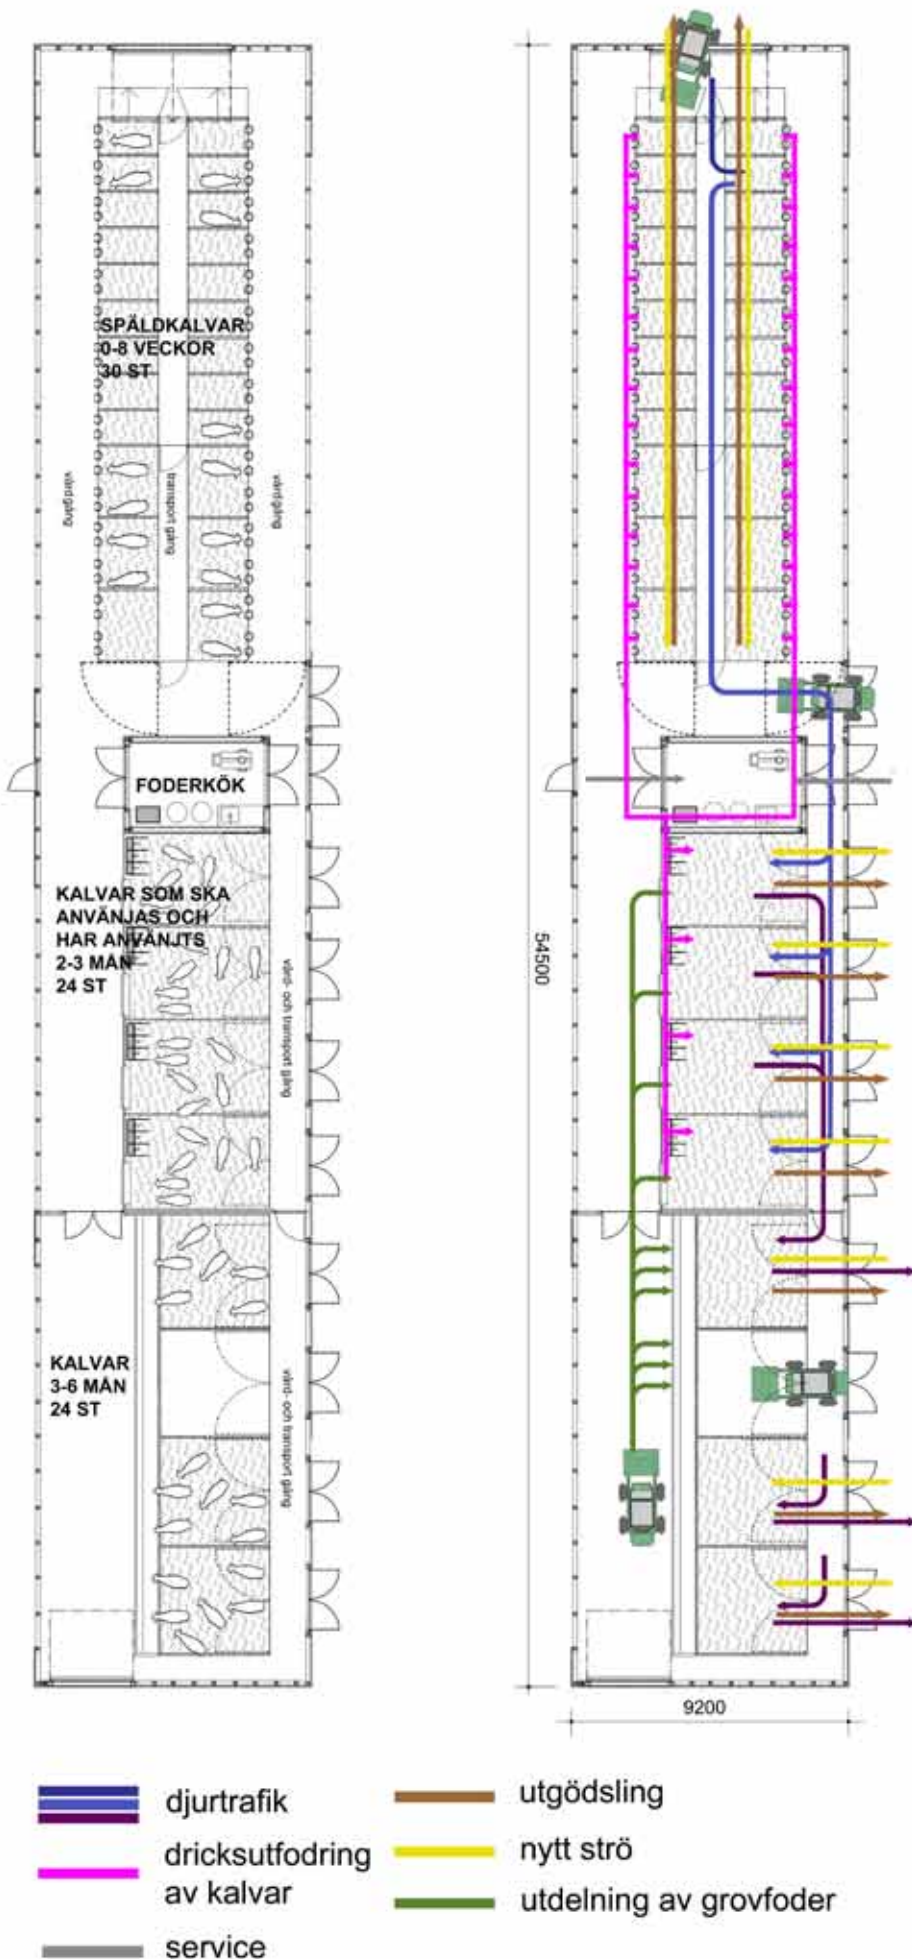 SPÄLDKALVAR
0-8 VECKOR
30 ST
vårdgång
transport gång
vårdgång
FODERKÖK
KALVAR SOM SKA
ANVÄNJAS OCH
HAR ANVÄNJTS
2-3 MÅN
24 ST
vård- och transport gång
KALVAR
3-6 MÅN
24 ST
vård- och transport gång
54500
9200
djurtrafik
dricksutfodring
av kalvar
service
utgödsling
nytt strö
utdelning av grovfoder